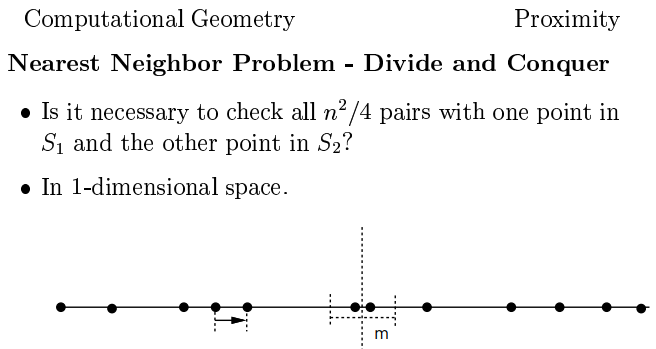 Computational Geometry Proximity
Nearest Neighbor Problem - Divide and Conquer
• Is it necessary to check all n²/4 pairs with one point in
S₁ and the other point in S₂?
• In 1-dimensional space.
m